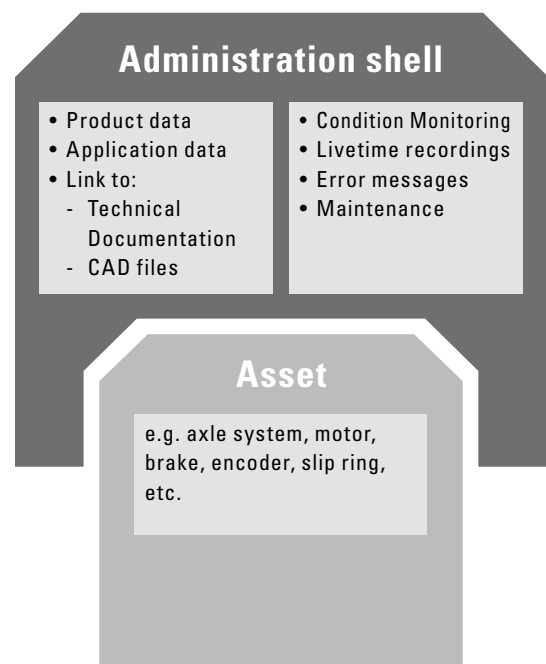 Administration shell
• Product data
• Application data
• Link to:
- Technical
Documentation
- CAD files
• Condition Monitoring
• Livetime recordings
• Error messages
• Maintenance
Asset
e.g. axle system, motor,
brake, encoder, slip ring,
etc.